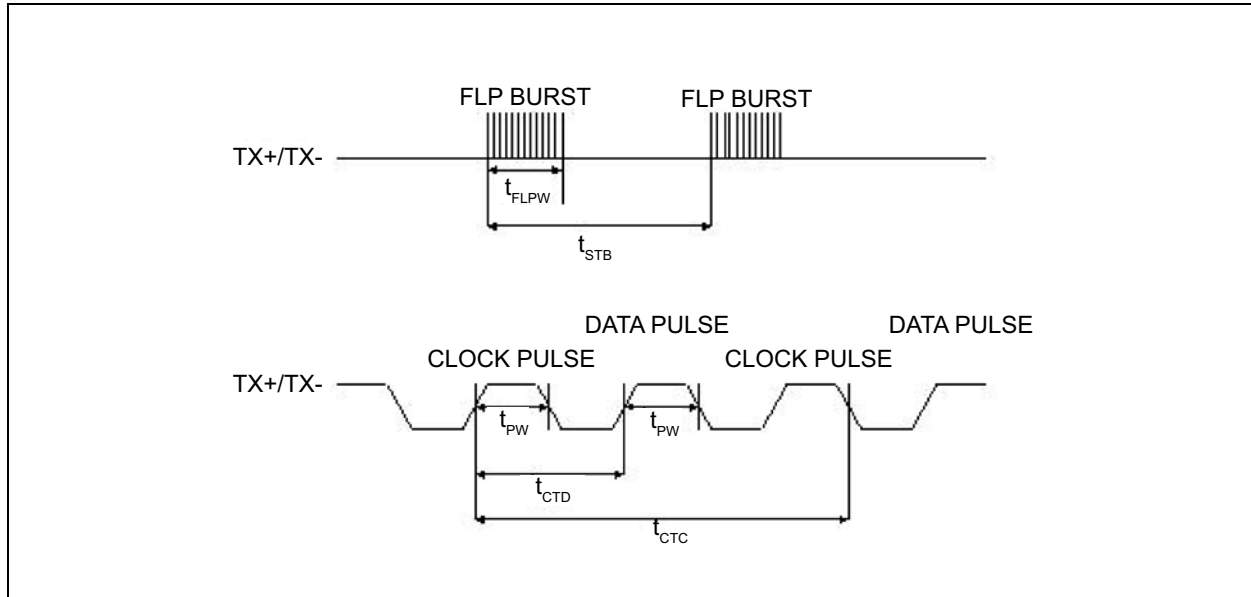 FLP BURST FLP BURST
TX+/TX-
tFLPW
tSTB
DATA PULSE DATA PULSE
CLOCK PULSE CLOCK PULSE
TX+/TX-
tPW tPW
tCTD
tCTC